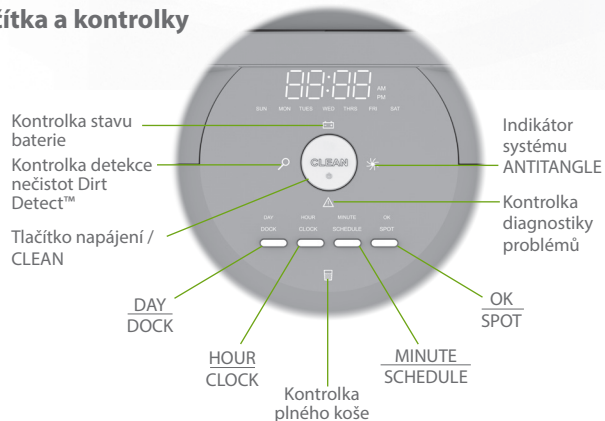 čítka a kontrolky
88:88
AM
PM
SUN MON TUES WED THRS FRI SAT
Kontrolka stavu
baterie
Kontrolka detekce
nečistot Dirt
Detect™
Tlačítko napájení /
CLEAN
CLEAN
Indikátor
systému
ANTITANGLE
Kontrolka
diagnostiky
problémů
DAY HOUR MINUTE OK
DOCK CLOCK SCHEDULE SPOT
DAY
DOCK
HOUR
CLOCK
Kontrolka
plného koše
MINUTE
SCHEDULE
OK
SPOT